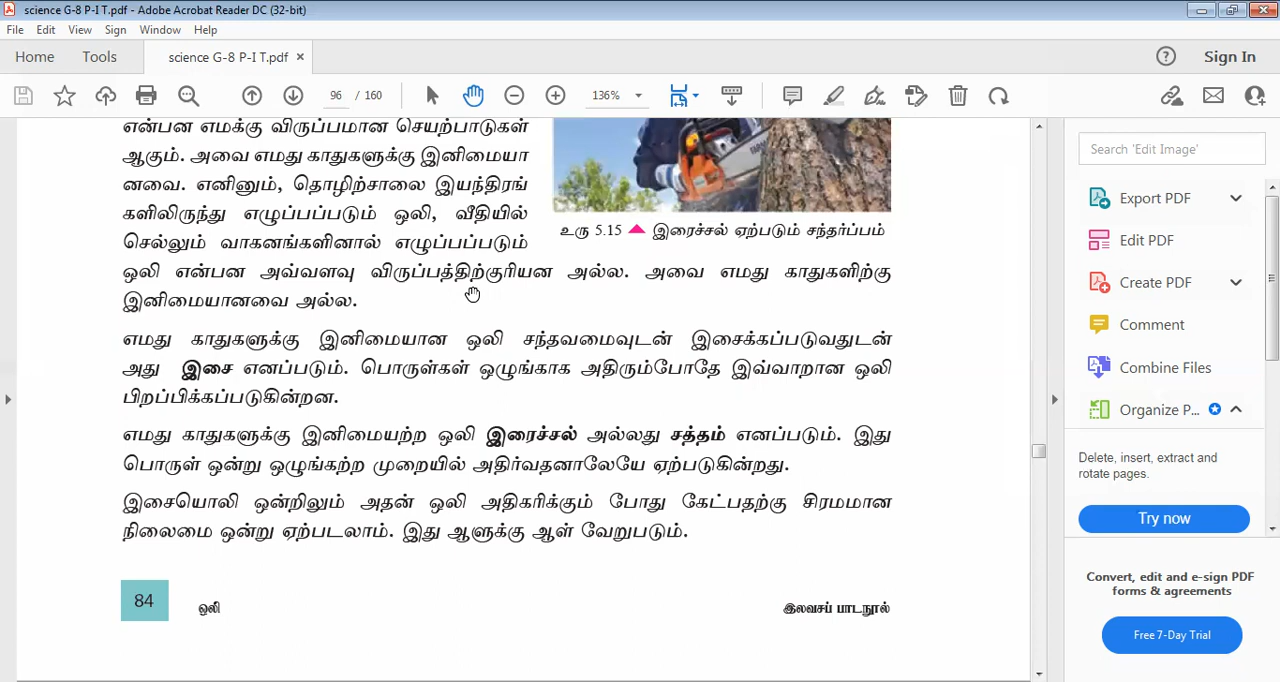 science G-8 P-I T.pdf - Adobe Acrobat Reader DC (32-bit)
File Edit View Sign Window Help
Home Tools science G-8 P-I T.pdf × Sign In
96 / 160 136%
என்பன எமக்கு விருப்பமான செயற்பாடுகள்
ஆகும். அவை எமது காதுகளுக்கு இனிமையா
னவை. எனினும், தொழிற்சாலை இயந்திரங்
களிலிருந்து எழுப்பப்படும் ஒலி, வீதியில்
செல்லும் வாகனங்களினால் எழுப்பப்படும்
உரு 5.15 இரைச்சல் ஏற்படும் சந்தர்ப்பம்
ஒலி என்பன அவ்வளவு விருப்பத்திற்குரியன அல்ல. அவை எமது காதுகளிற்கு
இனிமையானவை அல்ல.
எமது காதுகளுக்கு இனிமையான ஒலி சந்தவமைவுடன் இசைக்கப்படுவதுடன்
அது இசை எனப்படும். பொருள்கள் ஒழுங்காக அதிரும்போதே இவ்வாறான ஒலி
பிறப்பிக்கப்படுகின்றன.
எமது காதுகளுக்கு இனிமையற்ற ஒலி இரைச்சல் அல்லது சத்தம் எனப்படும். இது
பொருள் ஒன்று ஒழுங்கற்ற முறையில் அதிர்வதனாலேயே ஏற்படுகின்றது.
இசையொலி ஒன்றிலும் அதன் ஒலி அதிகரிக்கும் போது கேட்பதற்கு சிரமமான
நிலைமை ஒன்று ஏற்படலாம். இது ஆளுக்கு ஆள் வேறுபடும்.
84 ஒலி இலவசப் பாடநூல்
Search 'Edit Image'
Export PDF
Edit PDF
Create PDF
Comment
Combine Files
Organize P...
Delete, insert, extract and
rotate pages.
Try now
Convert, edit and e-sign PDF
forms & agreements
Free 7-Day Trial